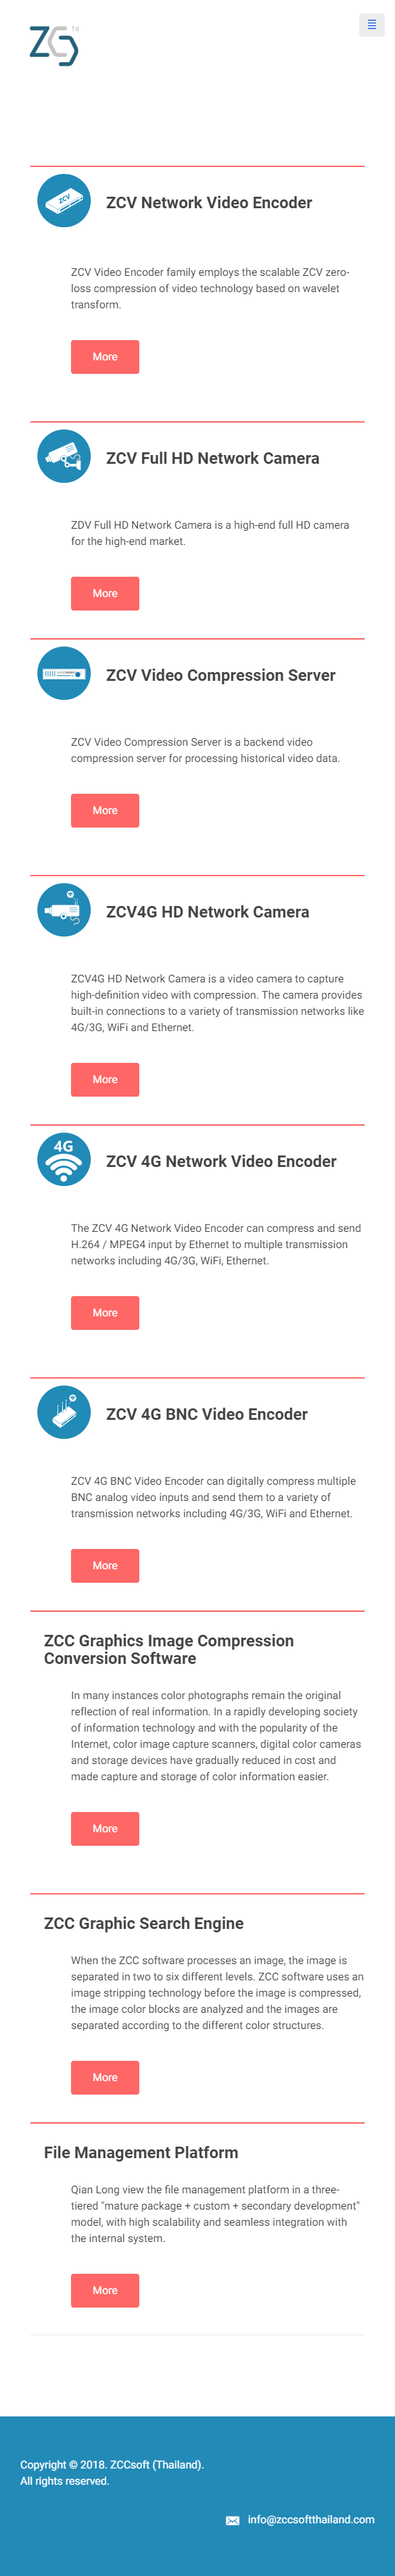 ZC
TM
ZCV
ZCV Network Video Encoder
ZCV Video Encoder family employs the scalable ZCV zero-
loss compression of video technology based on wavelet
transform.
More
ZCV Full HD Network Camera
ZDV Full HD Network Camera is a high-end full HD camera
for the high-end market.
More
ZCV Video Compression Server
ZCV Video Compression Server is a backend video
compression server for processing historical video data.
More
ZCV4G HD Network Camera
ZCV4G HD Network Camera is a video camera to capture
high-definition video with compression. The camera provides
built-in connections to a variety of transmission networks like
4G/3G, WiFi and Ethernet.
More
4G
ZCV 4G Network Video Encoder
The ZCV 4G Network Video Encoder can compress and send
H.264 / MPEG4 input by Ethernet to multiple transmission
networks including 4G/3G, WiFi, Ethernet.
More
ZCV 4G BNC Video Encoder
ZCV 4G BNC Video Encoder can digitally compress multiple
BNC analog video inputs and send them to a variety of
transmission networks including 4G/3G, WiFi and Ethernet.
More
ZCC Graphics Image Compression
Conversion Software
In many instances color photographs remain the original
reflection of real information. In a rapidly developing society
of information technology and with the popularity of the
Internet, color image capture scanners, digital color cameras
and storage devices have gradually reduced in cost and
made capture and storage of color information easier.
More
ZCC Graphic Search Engine
When the ZCC software processes an image, the image is
separated in two to six different levels. ZCC software uses an
image stripping technology before the image is compressed,
the image color blocks are analyzed and the images are
separated according to the different color structures.
More
File Management Platform
Qian Long view the file management platform in a three-
tiered "mature package + custom + secondary development"
model, with high scalability and seamless integration with
the internal system.
More
Copyright © 2018. ZCCsoft (Thailand).
All rights reserved.
info@zccsoftthailand.com